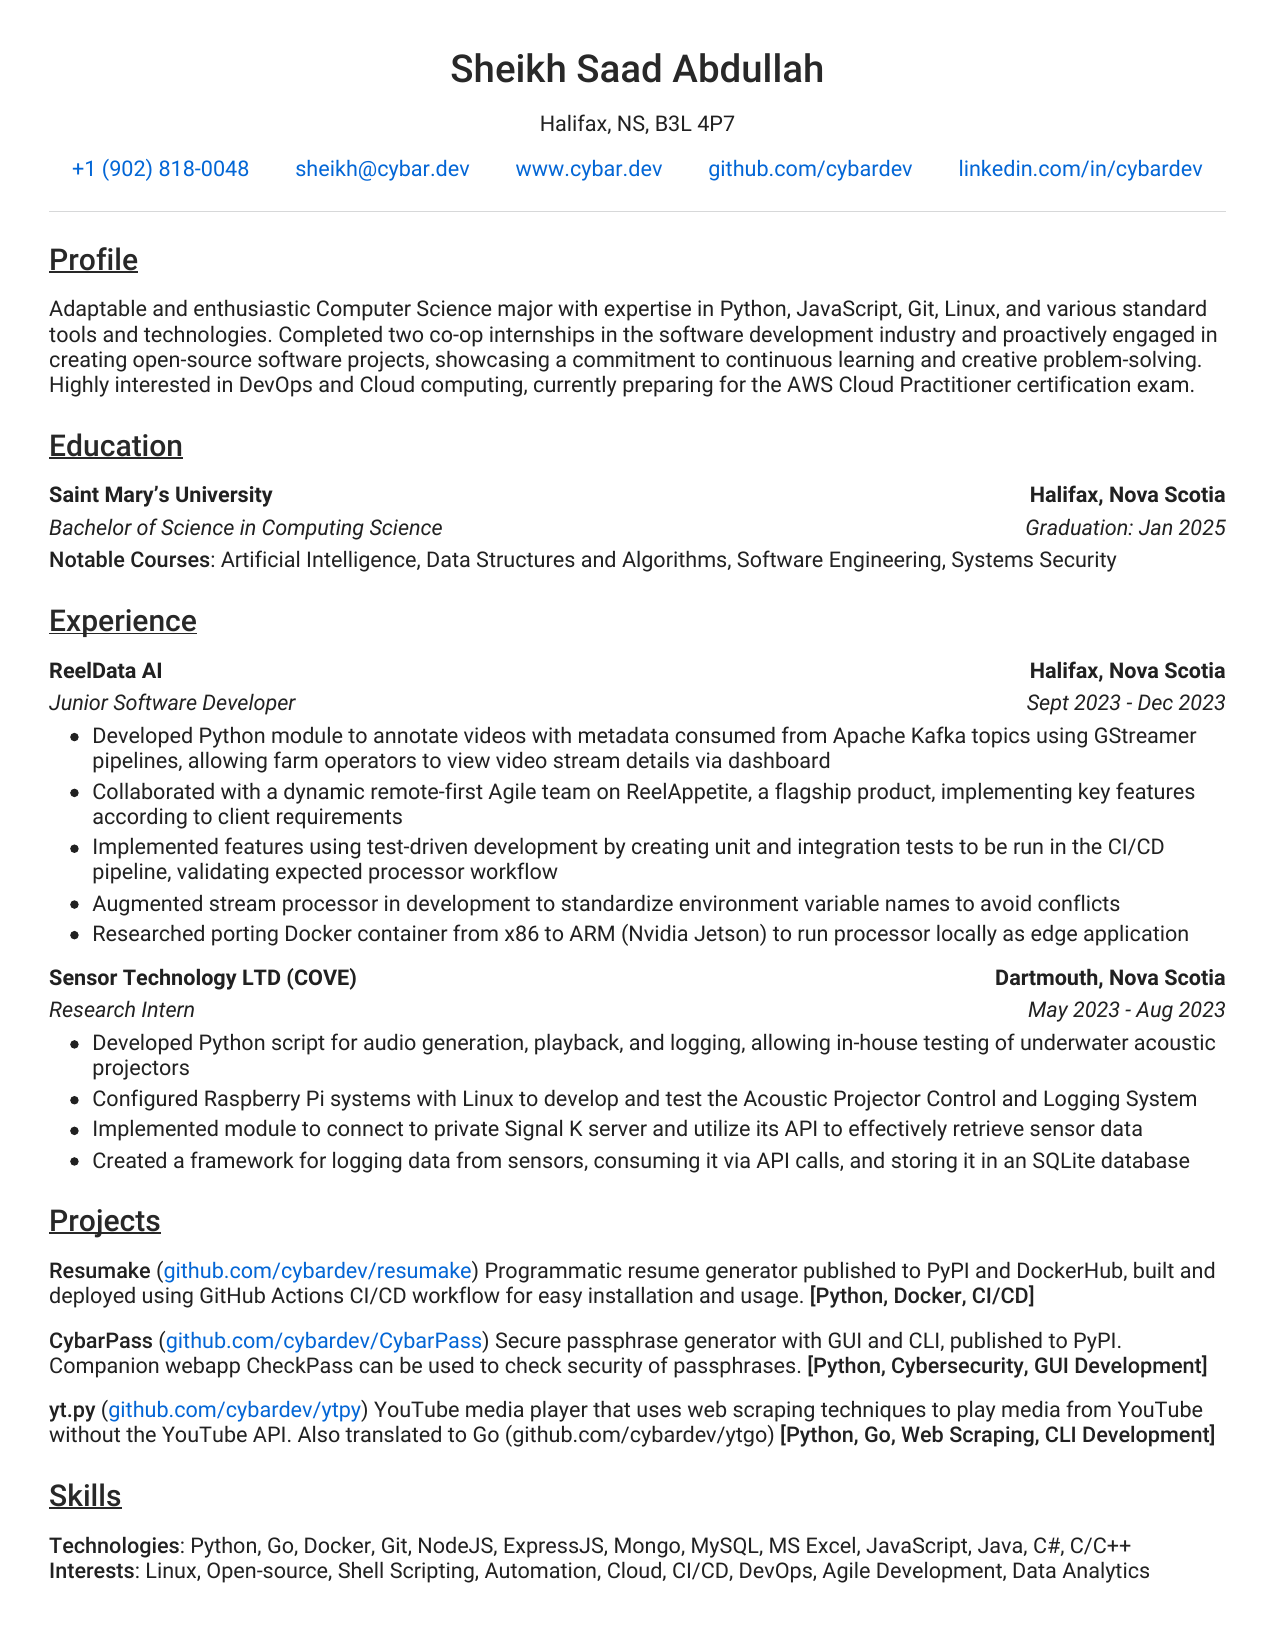 Sheikh Saad Abdullah
Halifax, NS, B3L 4P7
+1 (902) 818-0048 sheikh@cybar.dev www.cybar.dev github.com/cybardev linkedin.com/in/cybardev
Profile
Adaptable and enthusiastic Computer Science major with expertise in Python, JavaScript, Git, Linux, and various standard
tools and technologies. Completed two co-op internships in the software development industry and proactively engaged in
creating open-source software projects, showcasing a commitment to continuous learning and creative problem-solving.
Highly interested in DevOps and Cloud computing, currently preparing for the AWS Cloud Practitioner certification exam.
Education
Saint Mary’s University Halifax, Nova Scotia
Bachelor of Science in Computing Science Graduation: Jan 2025
Notable Courses: Artificial Intelligence, Data Structures and Algorithms, Software Engineering, Systems Security
Experience
ReelData AI Halifax, Nova Scotia
Junior Software Developer Sept 2023 - Dec 2023
● Developed Python module to annotate videos with metadata consumed from Apache Kafka topics using GStreamer
pipelines, allowing farm operators to view video stream details via dashboard
● Collaborated with a dynamic remote-first Agile team on ReelAppetite, a flagship product, implementing key features
according to client requirements
● Implemented features using test-driven development by creating unit and integration tests to be run in the CI/CD
pipeline, validating expected processor workflow
● Augmented stream processor in development to standardize environment variable names to avoid conflicts
● Researched porting Docker container from x86 to ARM (Nvidia Jetson) to run processor locally as edge application
Sensor Technology LTD (COVE) Dartmouth, Nova Scotia
Research Intern May 2023 - Aug 2023
● Developed Python script for audio generation, playback, and logging, allowing in-house testing of underwater acoustic
projectors
● Configured Raspberry Pi systems with Linux to develop and test the Acoustic Projector Control and Logging System
● Implemented module to connect to private Signal K server and utilize its API to effectively retrieve sensor data
● Created a framework for logging data from sensors, consuming it via API calls, and storing it in an SQLite database
Projects
Resumake (github.com/cybardev/resumake) Programmatic resume generator published to PyPI and DockerHub, built and
deployed using GitHub Actions CI/CD workflow for easy installation and usage. [Python, Docker, CI/CD]
CybarPass (github.com/cybardev/CybarPass) Secure passphrase generator with GUI and CLI, published to PyPI.
Companion webapp CheckPass can be used to check security of passphrases. [Python, Cybersecurity, GUI Development]
yt.py (github.com/cybardev/ytpy) YouTube media player that uses web scraping techniques to play media from YouTube
without the YouTube API. Also translated to Go (github.com/cybardev/ytgo) [Python, Go, Web Scraping, CLI Development]
Skills
Technologies: Python, Go, Docker, Git, NodeJS, ExpressJS, Mongo, MySQL, MS Excel, JavaScript, Java, C#, C/C++
Interests: Linux, Open-source, Shell Scripting, Automation, Cloud, CI/CD, DevOps, Agile Development, Data Analytics